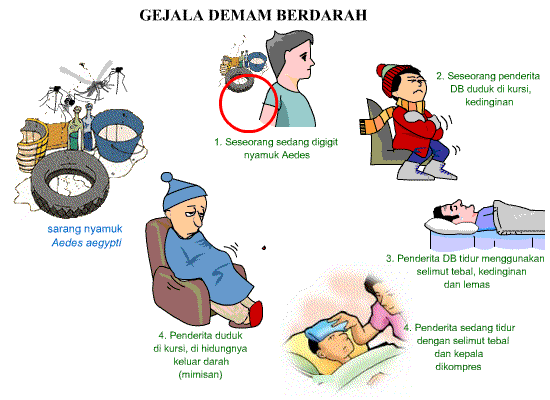 GEJALA DEMAM BERDARAH
1. Seseorang sedang digigit
nyamuk Aedes
2. Seseorang penderita
DB duduk di kursi,
kedinginan
sarang nyamuk
Aedes aegypti
3. Penderita DB tidur menggunakan
selimut tebal, kedinginan
dan lemas
4. Penderita duduk
di kursi, di hidungnya
keluar darah
(mimisan)
4. Penderita sedang tidur
dengan selimut tebal
dan kepala
dikompres